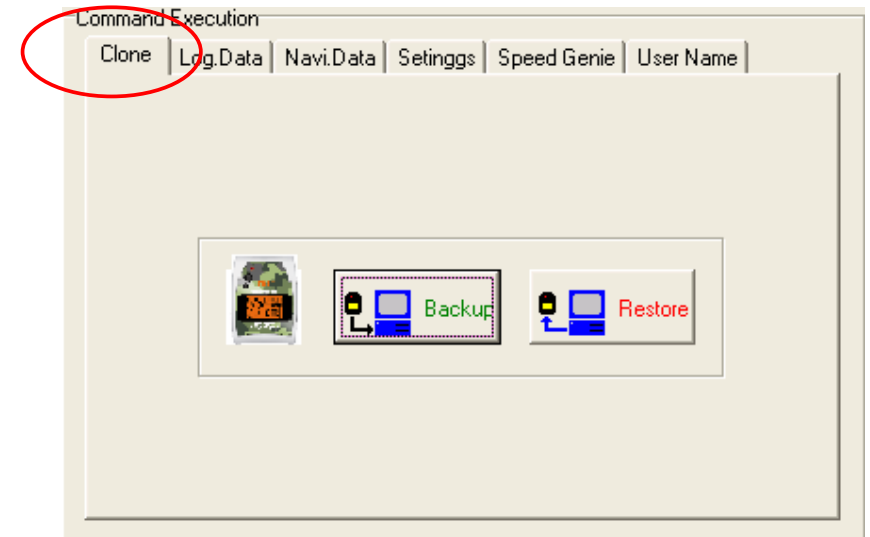 Command Execution
Clone Log.Data Navi.Data Setinggs Speed Genie User Name
Backup Restore